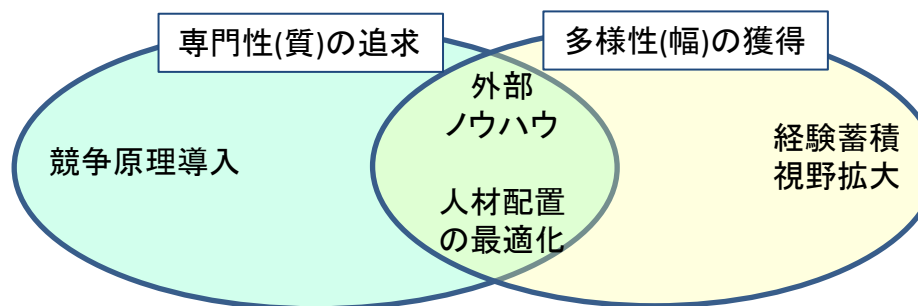 専門性(質)の追求
多様性(幅)の獲得
外部
ノウハウ
競争原理導入
経験蓄積
視野拡大
人材配置
の最適化